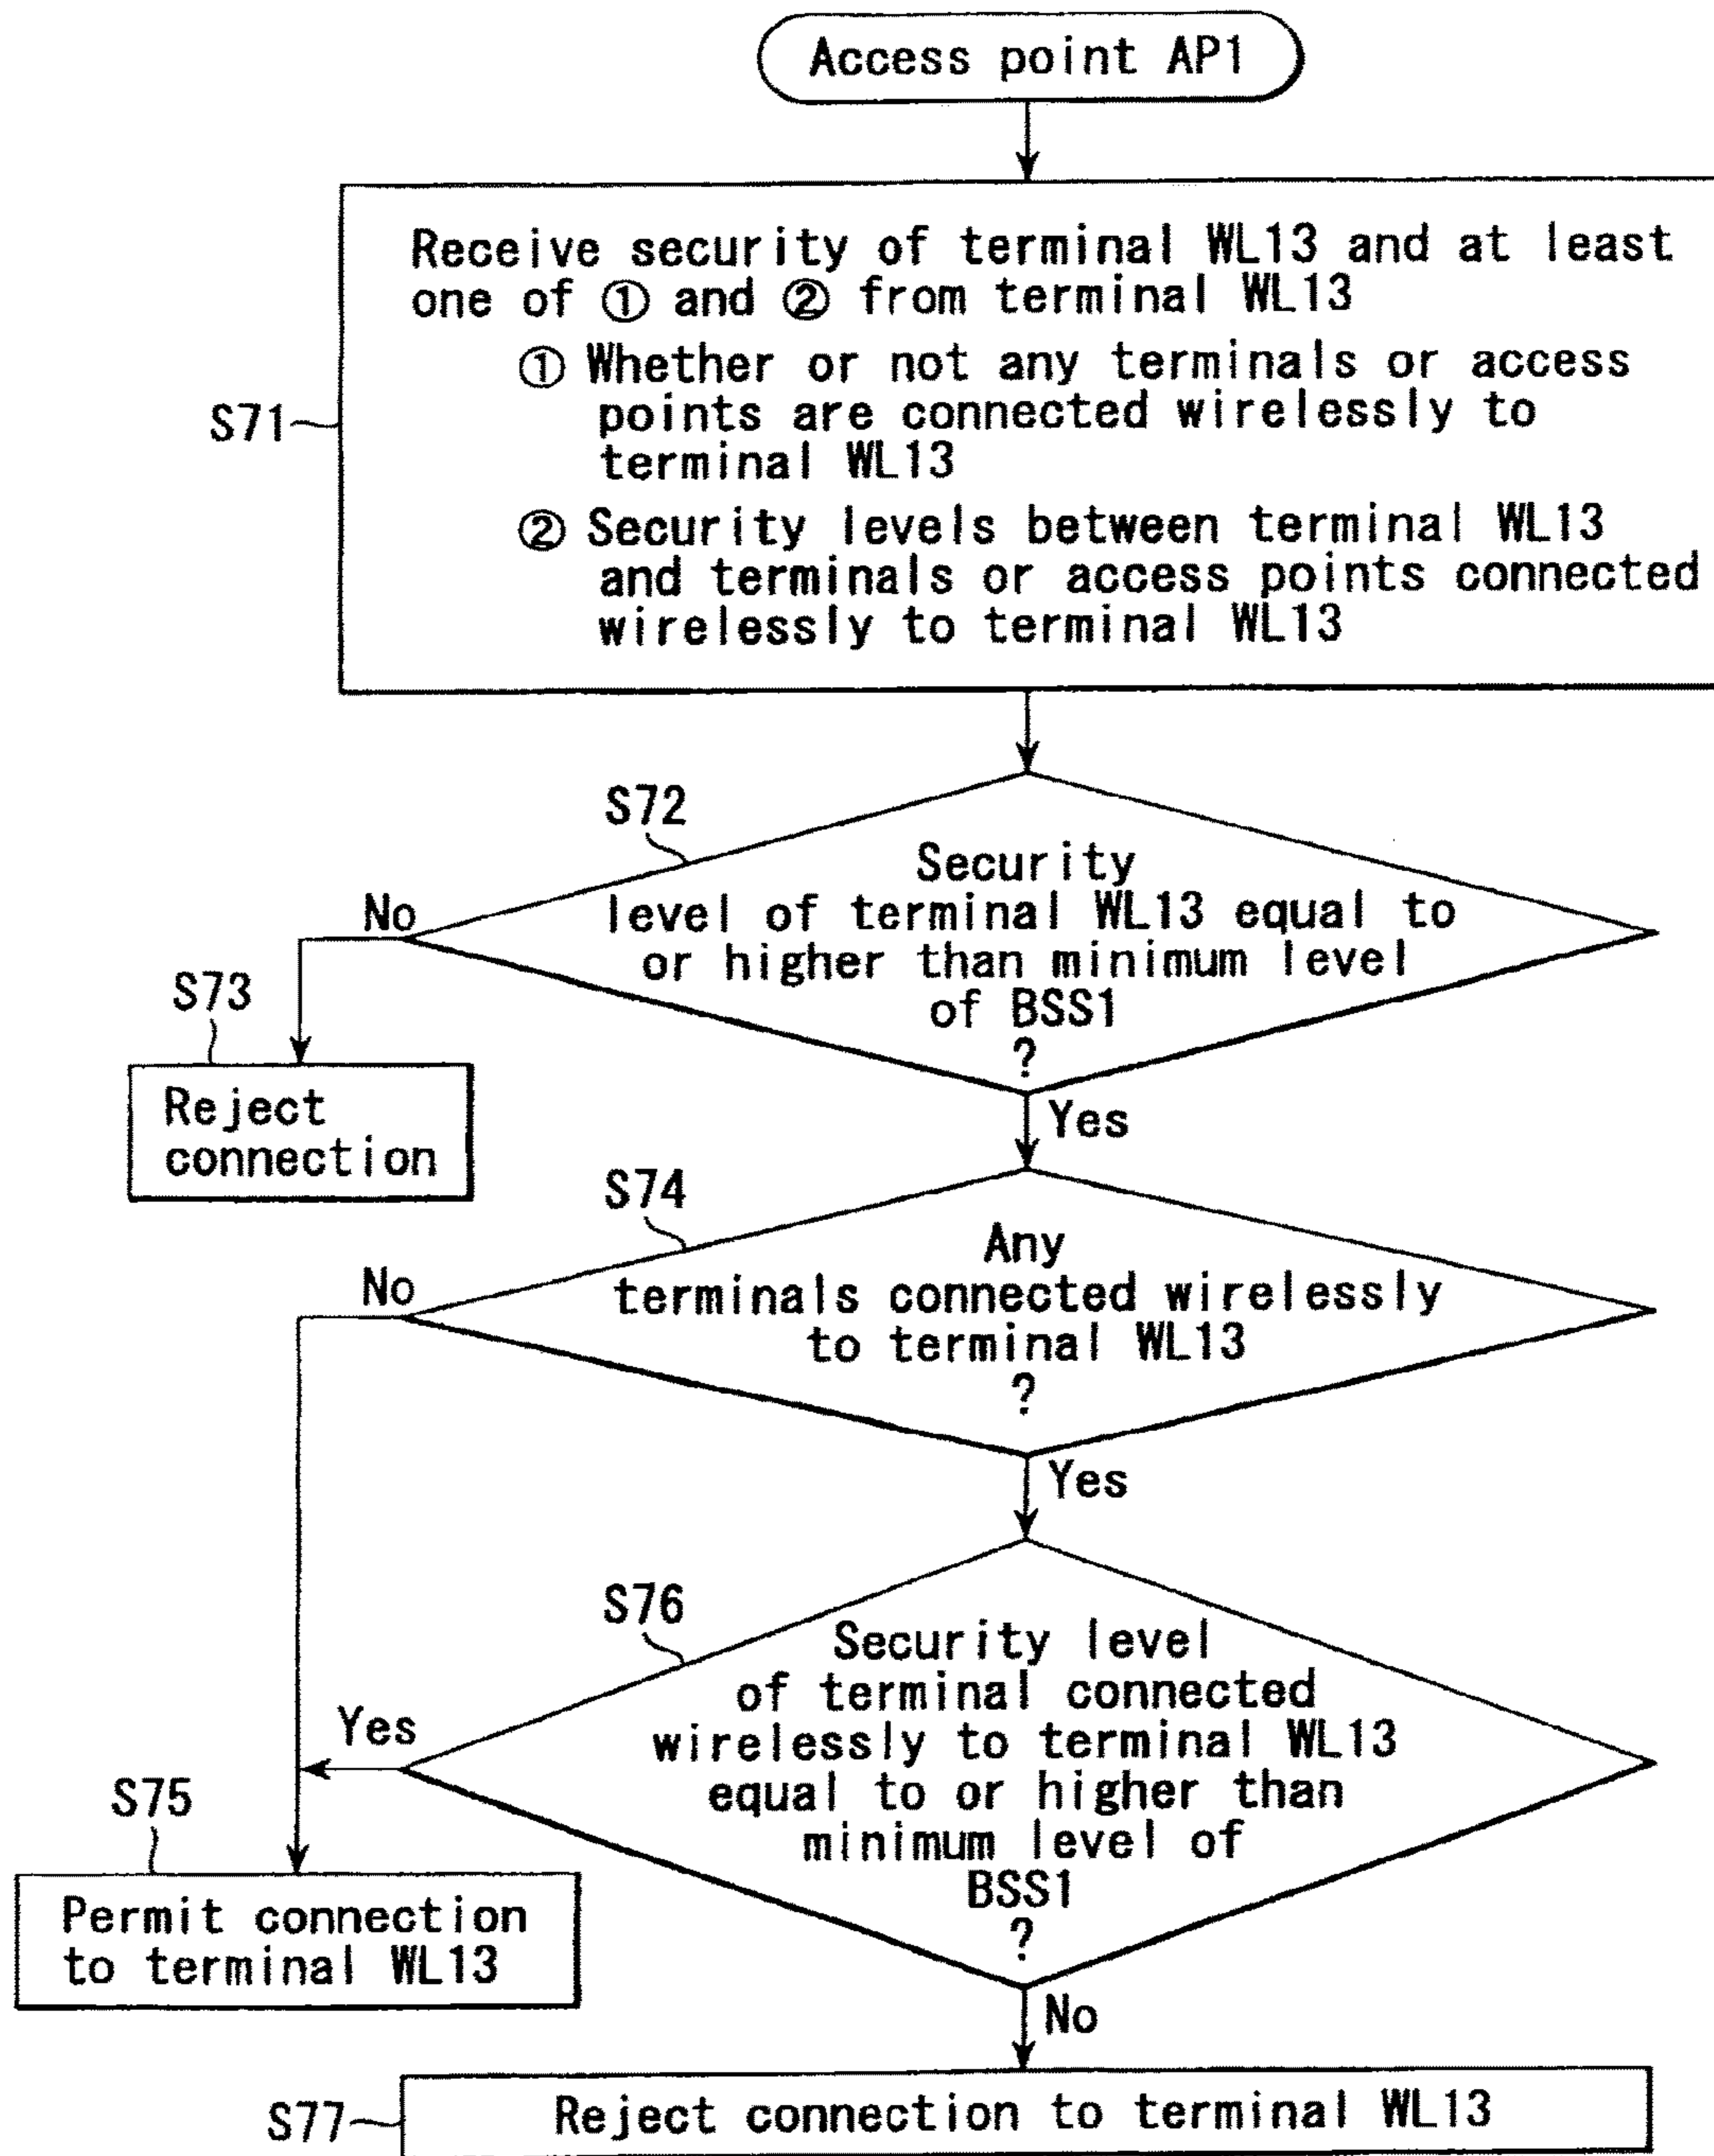 Access point AP1
Receive security of terminal WL13 and at least
one of ① and ② from terminal WL13
① Whether or not any terminals or access
points are connected wirelessly to
terminal WL13
② Security levels between terminal WL13
and terminals or access points connected
wirelessly to terminal WL13
S71
S72
Security
level of terminal WL13 equal to
or higher than minimum level
of BSS1
?
No
Yes
S73
Reject
connection
S74
Any
terminals connected wirelessly
to terminal WL13
?
No
Yes
S76
Security level
of terminal connected
wirelessly to terminal WL13
equal to or higher than
minimum level of
BSS1
?
Yes
No
S75
Permit connection
to terminal WL13
S77
Reject connection to terminal WL13